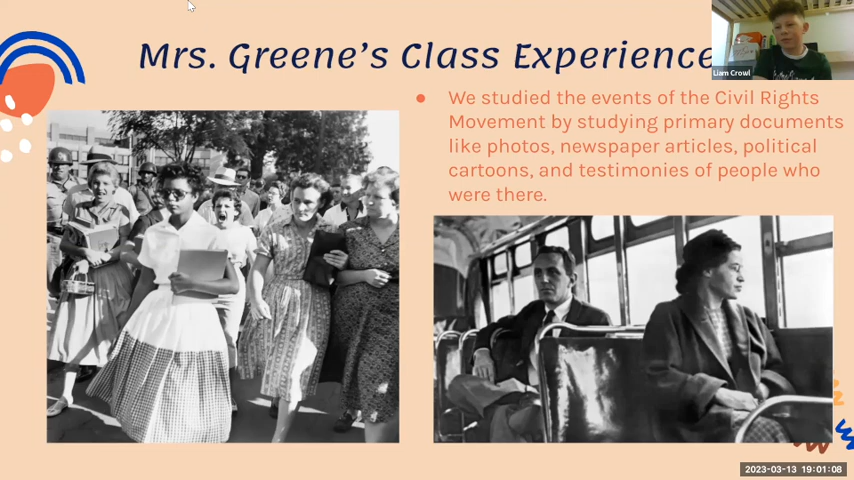 Mrs. Greene's Class Experience
Liam Crowl
We studied the events of the Civil Rights
Movement by studying primary documents
like photos, newspaper articles, political
cartoons, and testimonies of people who
were there.
2023-03-13 19:01:08